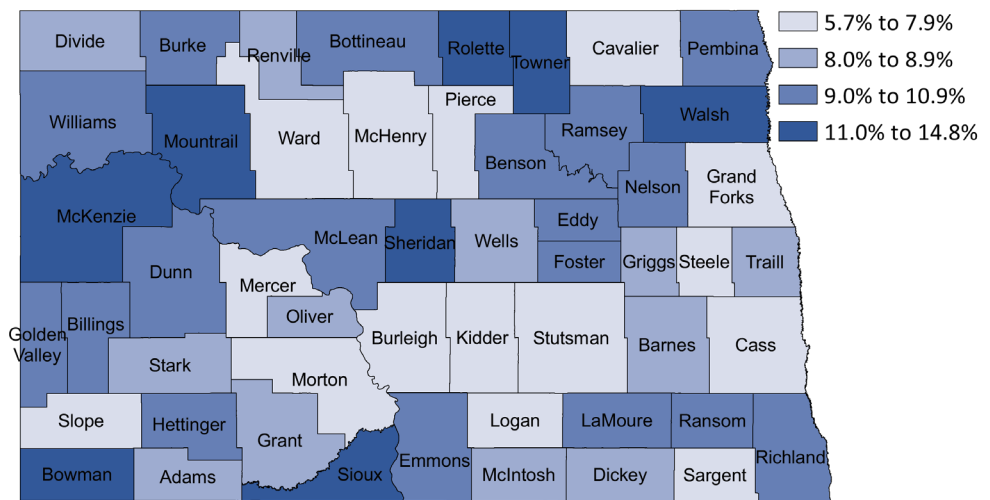 Divide
Burke
Renville
Bottineau
Rolette
Towner
Cavalier
Pembina
5.7% to 7.9%
8.0% to 8.9%
9.0% to 10.9%
11.0% to 14.8%
Williams
Mountrail
Ward
McHenry
Pierce
Benson
Ramsey
Walsh
Nelson
Grand
Forks
McKenzie
Dunn
McLean
Sheridan
Wells
Eddy
Foster
Griggs
Steele
Traill
Mercer
Oliver
Golden
Valley
Billings
Stark
Morton
Burleigh
Kidder
Stutsman
Barnes
Cass
Slope
Hettinger
Grant
Logan
LaMoure
Ransom
Richland
Bowman
Adams
Sioux
Emmons
McIntosh
Dickey
Sargent